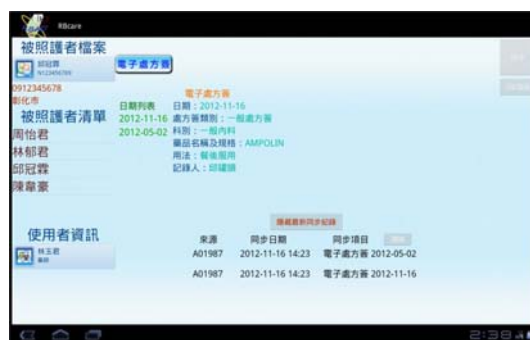 RBcare
被照護者檔案
邱冠霖
N123456789
0912345678
彰化市
被照護者清單
周怡君
林郁君
邱冠霖
陳韋豪
使用者資訊
林玉君
電子處方簽
電子處方簽
日期列表
2012-11-16
2012-05-02
日期：2012-11-16
處方簽類別：一般處方簽
科別：一般內科
藥品名稱及規格：AMPOLIN
用法：餐後服用
隱藏最新同步紀錄
來源 同步日期 同步項目
A01987 2012-11-16 14:23 電子處方簽 2012-05-02
A01987 2012-11-16 14:23 電子處方簽 2012-11-16
2:38